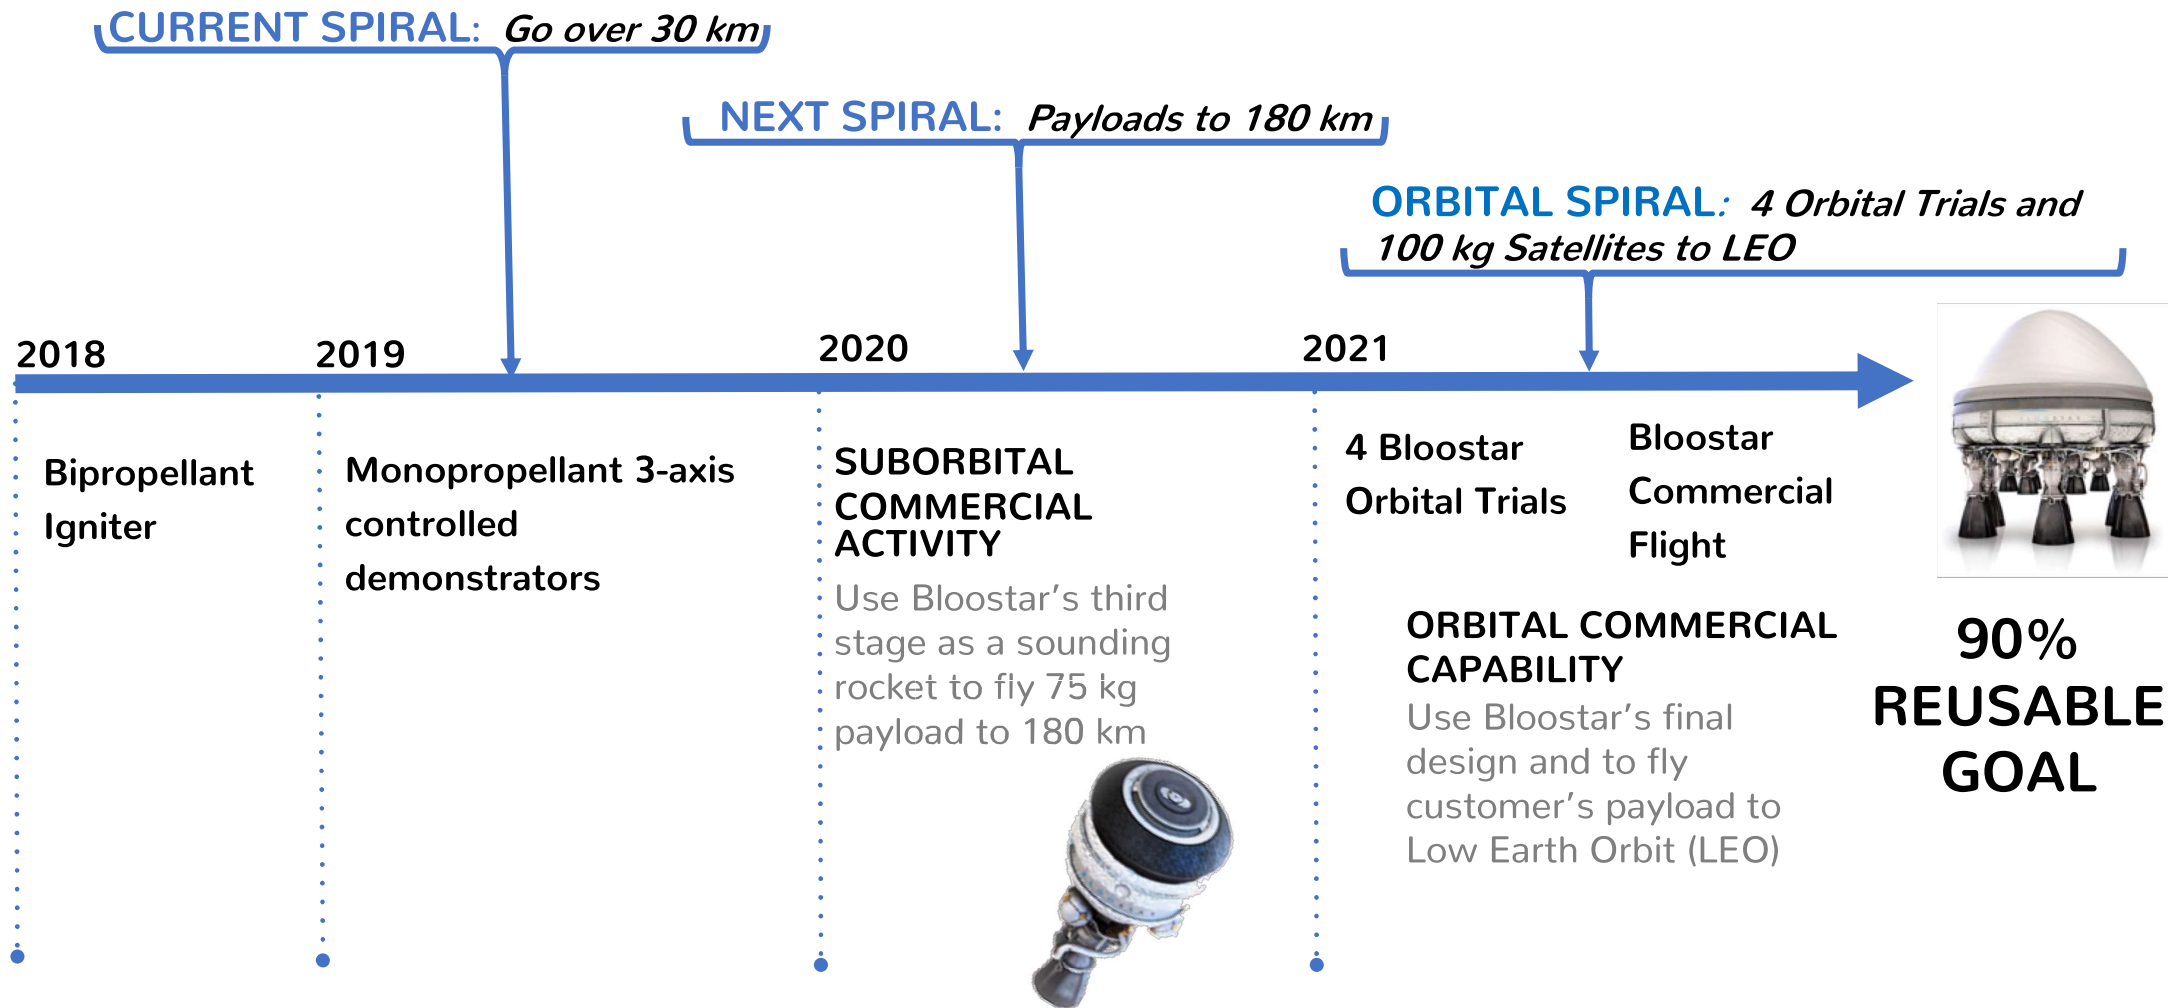 CURRENT SPIRAL: Go over 30 km
NEXT SPIRAL: Payloads to 180 km
ORBITAL SPIRAL: 4 Orbital Trials and
100 kg Satellites to LEO
2018
2019
2020
2021
Bipropellant
Igniter
Monopropellant 3-axis
controlled
demonstrators
SUBORBITAL
COMMERCIAL
ACTIVITY
Use Bloostar’s third
stage as a sounding
rocket to fly 75 kg
payload to 180 km
4 Bloostar
Orbital Trials
Bloostar
Commercial
Flight
ORBITAL COMMERCIAL
CAPABILITY
Use Bloostar’s final
design and to fly
customer’s payload to
Low Earth Orbit (LEO)
90%
REUSABLE
GOAL